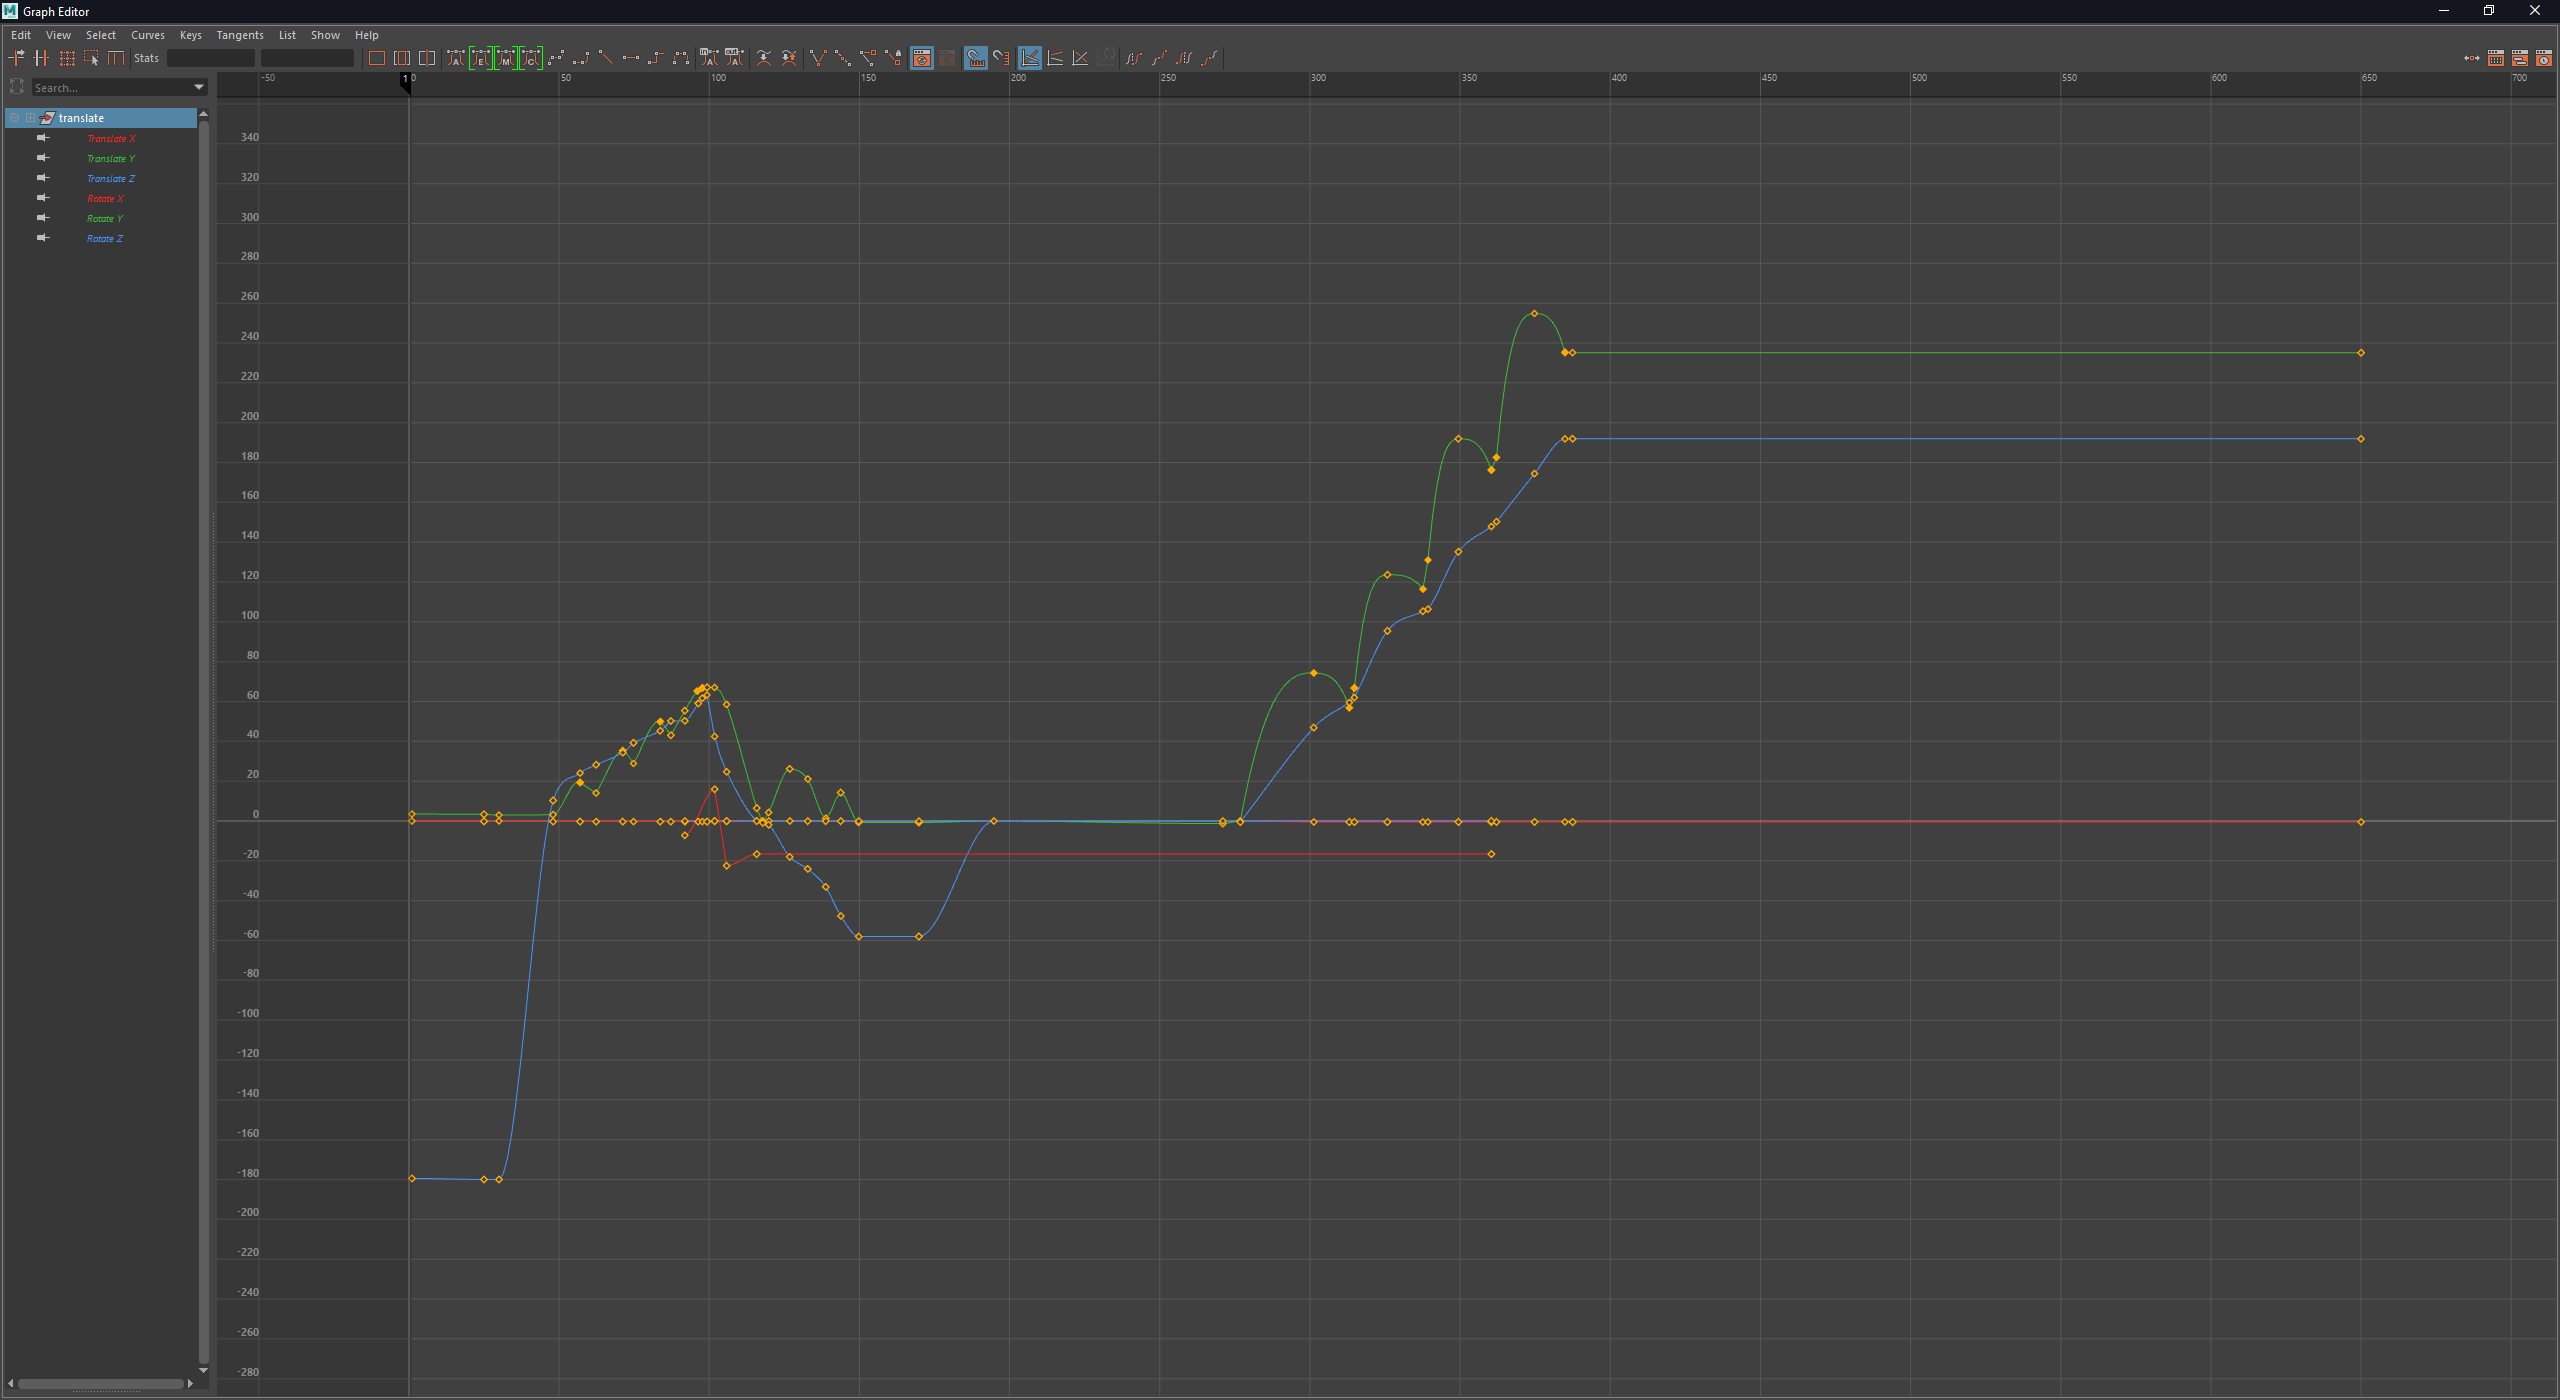 Graph Editor
Edit View Select Curves Keys Tangents List Show Help
Stats
Search...
-50 1 0 50 100 150 200 250 300 350 400 450 500 550 600 650 700
translate
Translate X
Translate Y
Translate Z
Rotate X
Rotate Y
Rotate Z
340
320
300
280
260
240
220
200
180
160
140
120
100
80
60
40
20
0
-20
-40
-60
-80
-100
-120
-140
-160
-180
-200
-220
-240
-260
-280